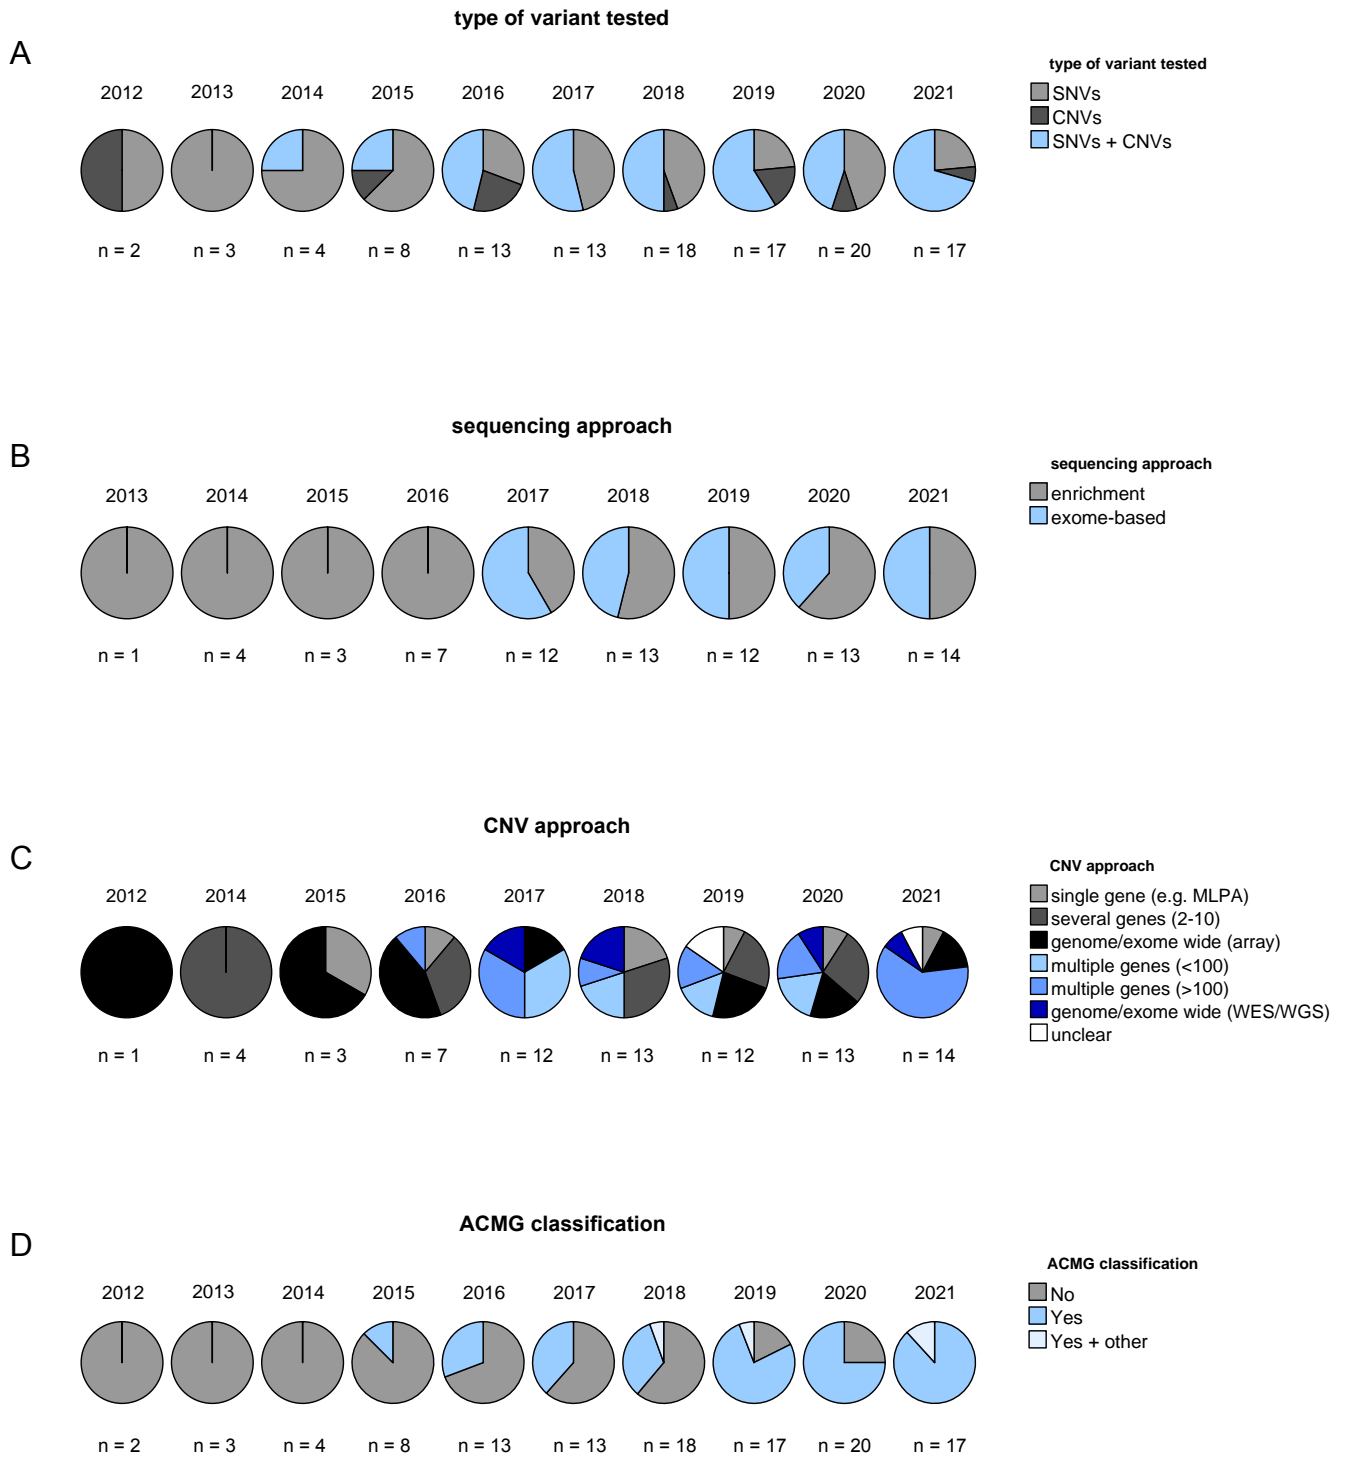 type of variant tested
A
type of variant tested
2012 2013 2014 2015 2016 2017 2018 2019 2020 2021
SNVs
CNVs
SNVs + CNVs
n = 2 n = 3 n = 4 n = 8 n = 13 n = 13 n = 18 n = 17 n = 20 n = 17
sequencing approach
B
sequencing approach
2013 2014 2015 2016 2017 2018 2019 2020 2021
enrichment
exome-based
n = 1 n = 4 n = 3 n = 7 n = 12 n = 13 n = 12 n = 13 n = 14
CNV approach
C
CNV approach
2012 2014 2015 2016 2017 2018 2019 2020 2021
single gene (e.g. MLPA)
several genes (2-10)
genome/exome wide (array)
multiple genes (<100)
multiple genes (>100)
genome/exome wide (WES/WGS)
unclear
n = 1 n = 4 n = 3 n = 7 n = 12 n = 13 n = 12 n = 13 n = 14
ACMG classification
D
ACMG classification
2012 2013 2014 2015 2016 2017 2018 2019 2020 2021
No
Yes
Yes + other
n = 2 n = 3 n = 4 n = 8 n = 13 n = 13 n = 18 n = 17 n = 20 n = 17